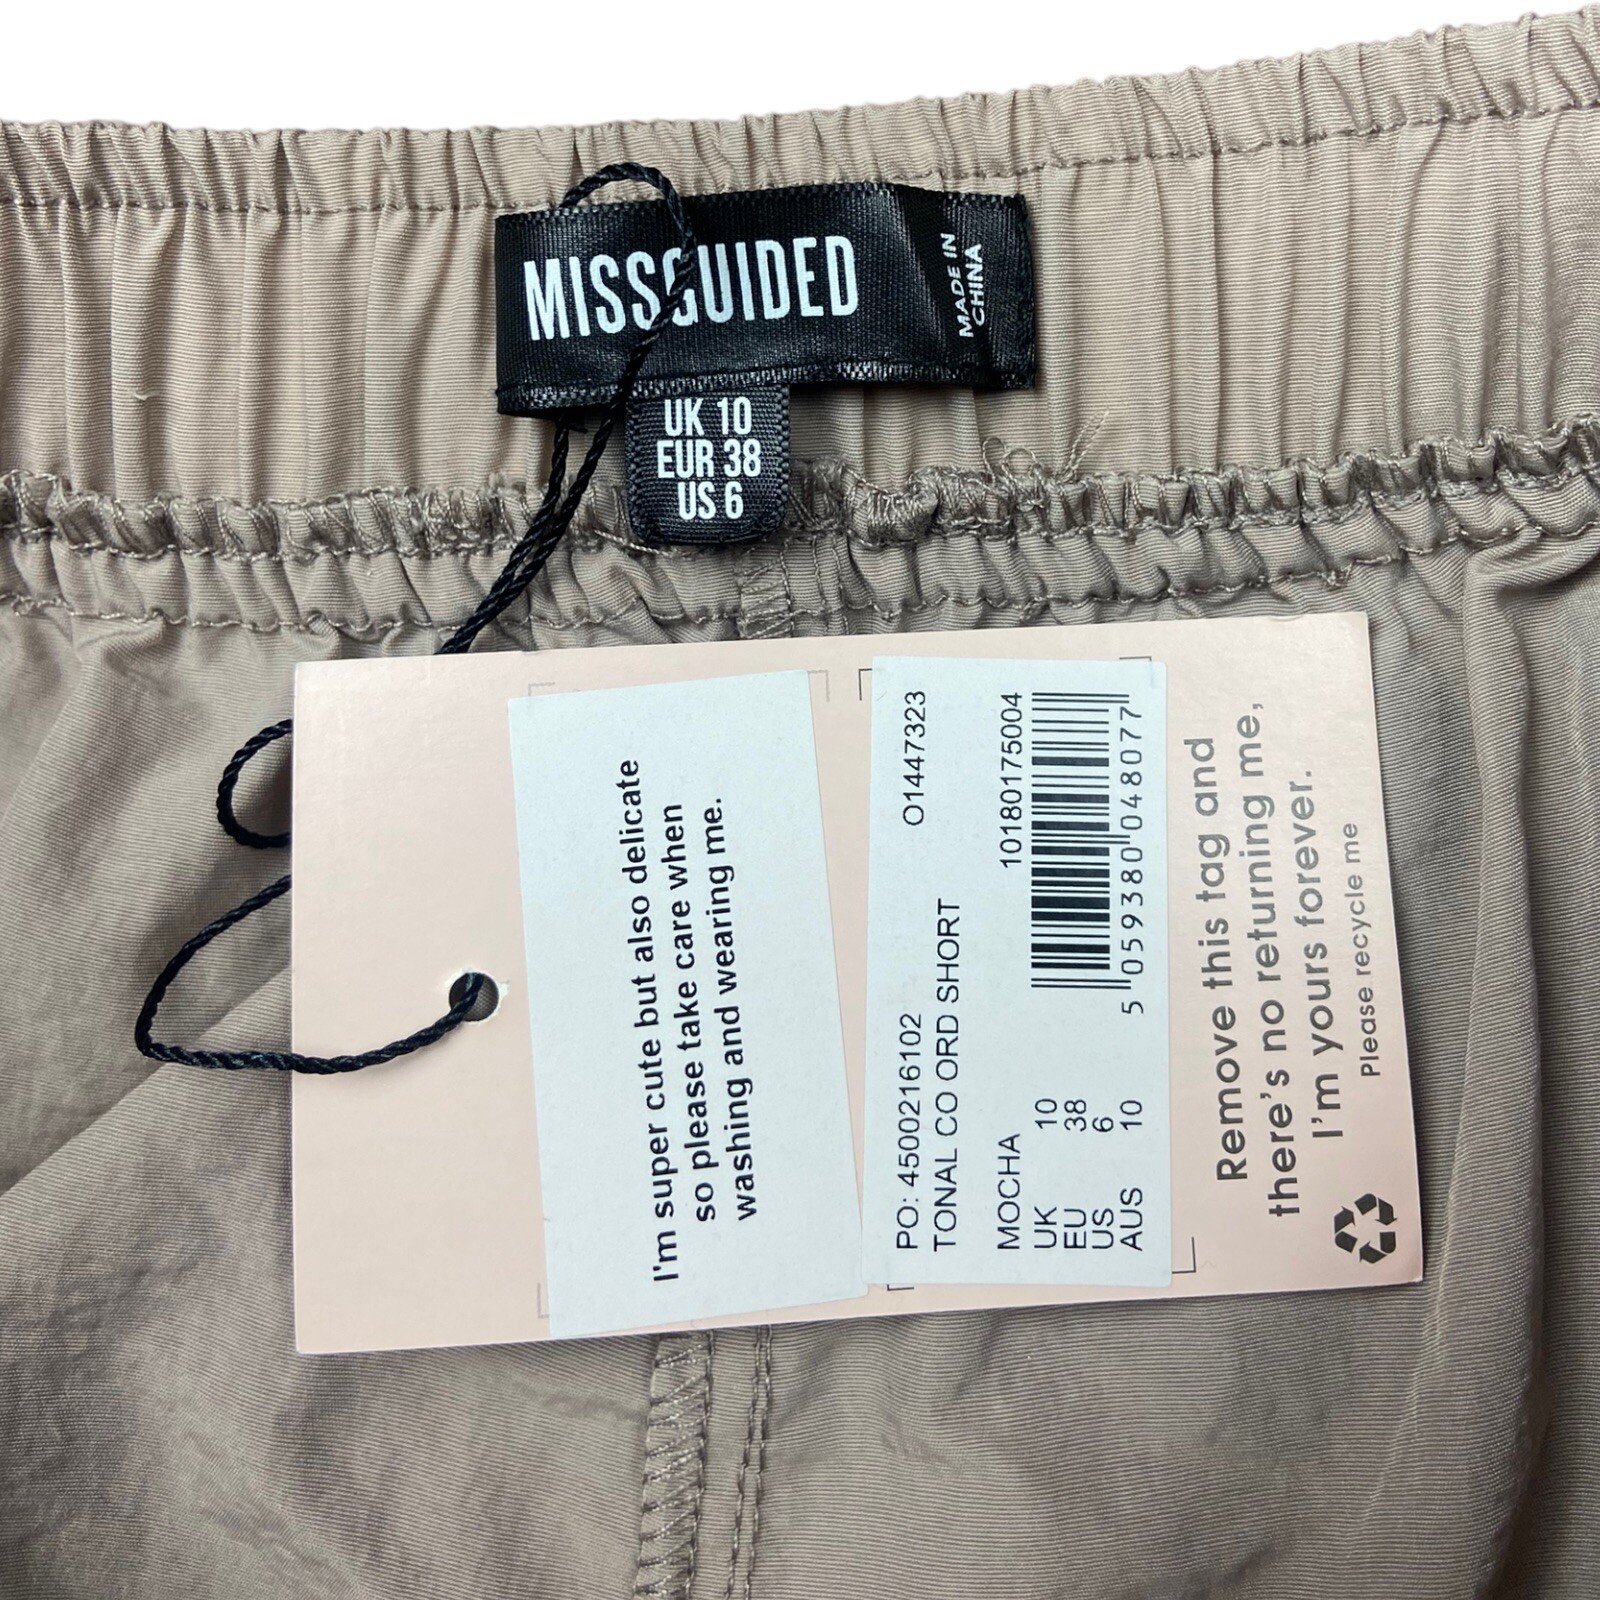 MISSGUIDED
MADE IN
CHINA
UK 10
EUR 38
US 6
I'm super cute but also delicate
so please take care when
washing and wearing me.
PO: 4500216102 O1447323
TONAL CO ORD SHORT
MOCHA 10180175004
UK 10
EU 38
US 6
AUS 10
5 059380 048077
Remove this tag and
there's no returning me,
I'm yours forever.
Please recycle me